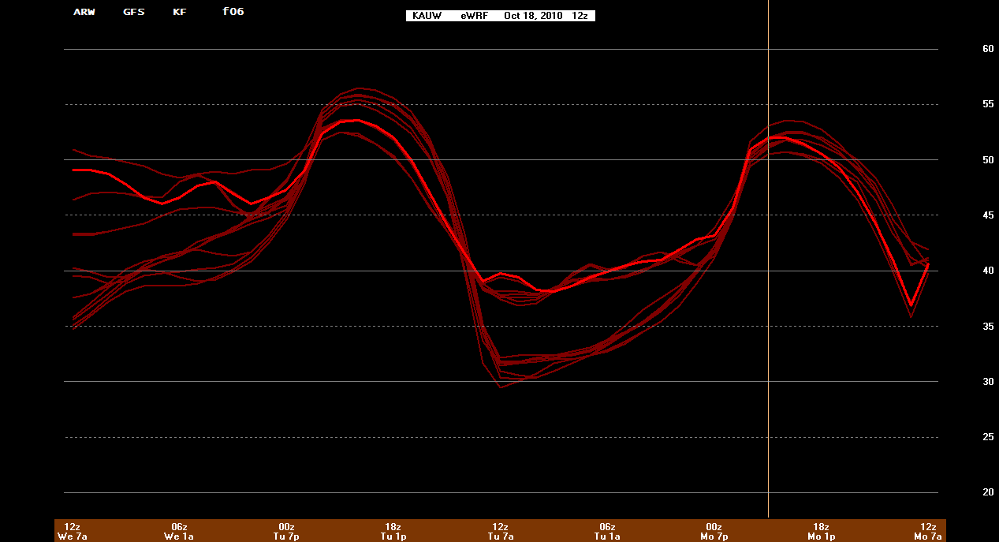 ARW GFS KF f06
KAUW eWRF Oct 18, 2010 12z
60
55
50
45
40
35
30
25
20
12z 06z 00z 18z 12z 06z 00z 18z 12z
We 7a We 1a Tu 7p Tu 1p Tu 7a Tu 1a Mo 7p Mo 1p Mo 7a